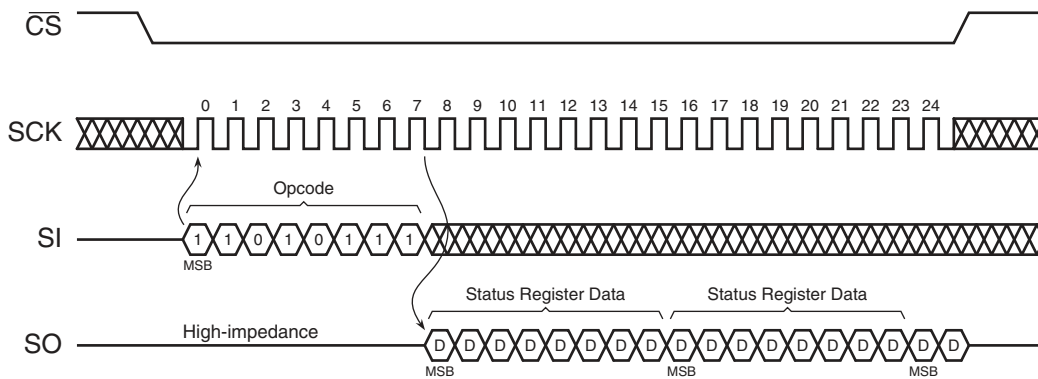 CS
0 1 2 3 4 5 6 7 8 9 10 11 12 13 14 15 16 17 18 19 20 21 22 23 24
SCK
Opcode
SI 1 1 0 1 0 1 1 1
MSB
Status Register Data Status Register Data
High-impedance
SO D D D D D D D D D D D D D D D D D D
MSB MSB MSB